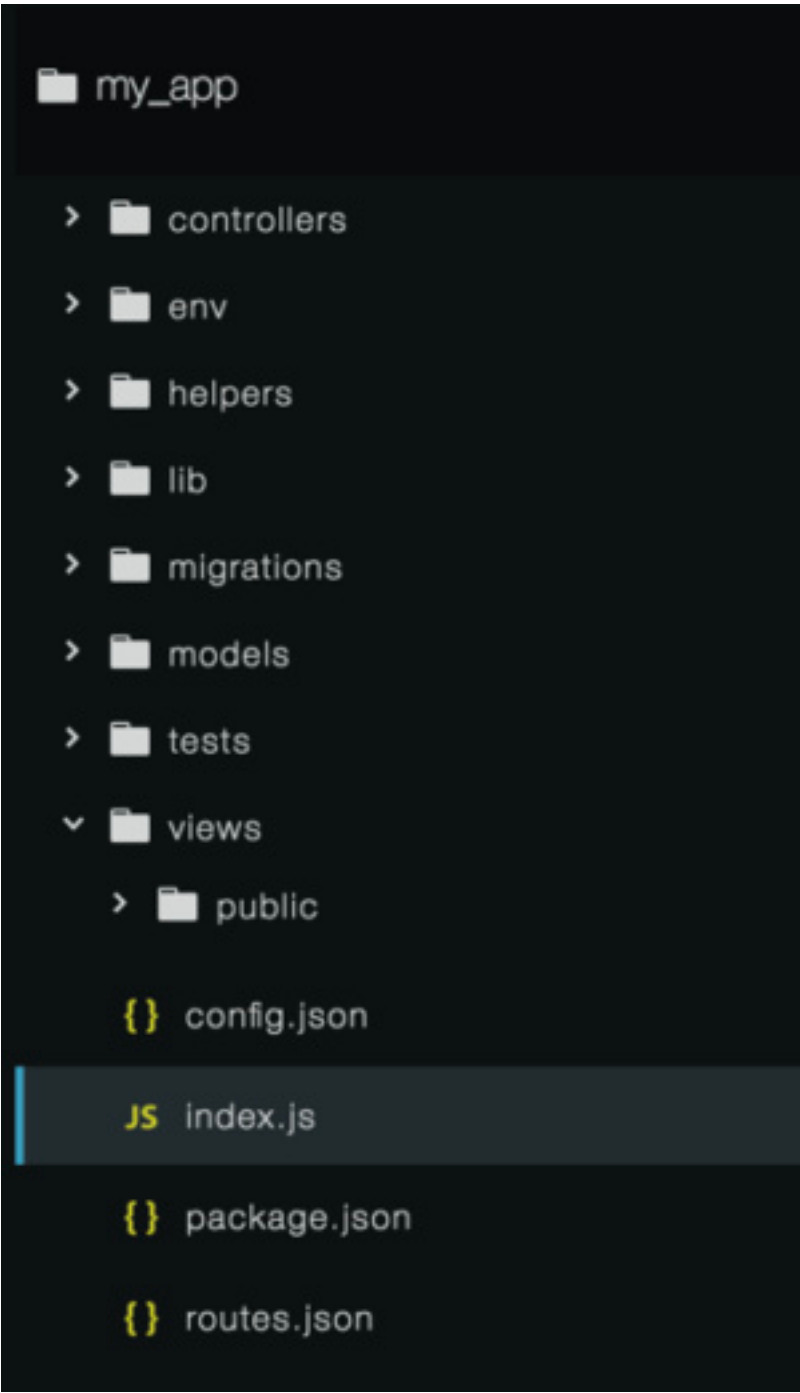 my_app
controllers
env
helpers
lib
migrations
models
tests
views
public
{} config.json
JS index.js
{} package.json
{} routes.json